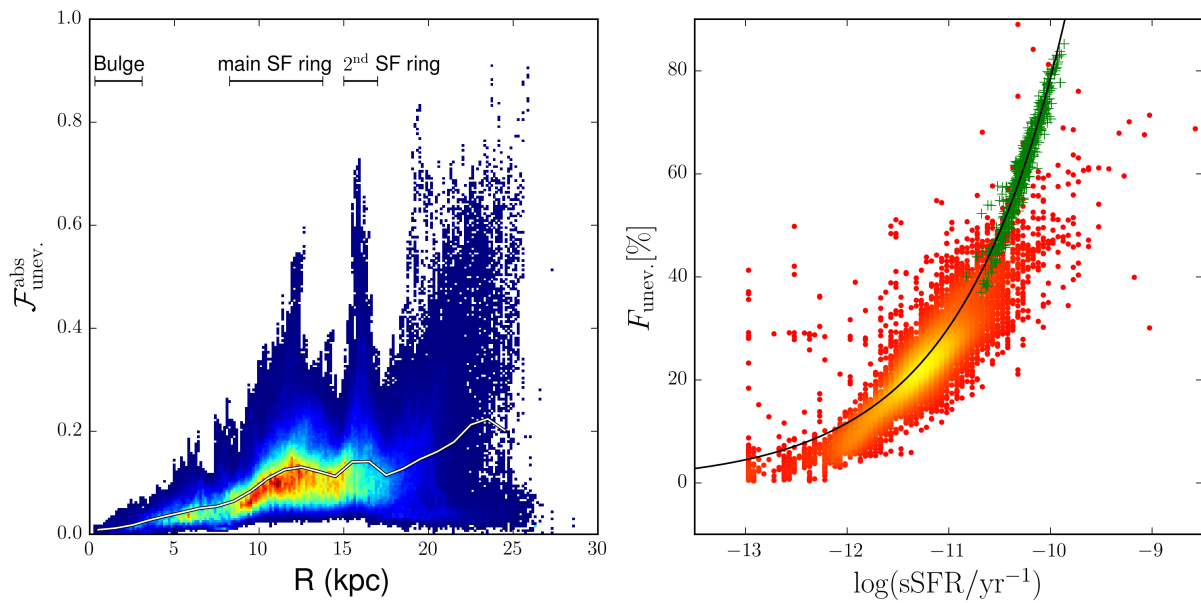 1.0
0.8
0.6
0.4
0.2
0.0
Bulge
main SF ring
2nd SF ring
𝓕 abs unev.
0 5 10 15 20 25 30
R (kpc)
80
60
40
20
0
F unev. [%]
−13 −12 −11 −10 −9
log(sSFR/yr−1)